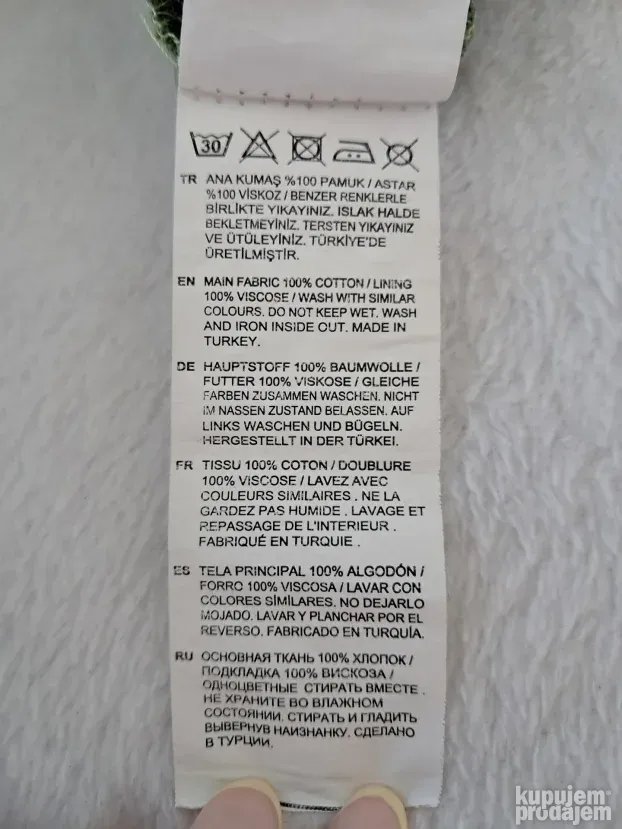 30
TR ANA KUMAŞ %100 PAMUK / ASTAR
%100 VİSKOZ / BENZER RENKLERLE
BİRLİKTE YIKAYINIZ. ISLAK HALDE
BEKLETMEYİNİZ. TERSTEN YIKAYINIZ
VE ÜTÜLEYİNİZ. TÜRKİYE'DE
ÜRETİLMİŞTİR.
EN MAIN FABRIC 100% COTTON / LINING
100% VISCOSE / WASH WITH SIMILAR
COLOURS. DO NOT KEEP WET. WASH
AND IRON INSIDE OUT. MADE IN
TURKEY.
DE HAUPTSTOFF 100% BAUMWOLLE /
FUTTER 100% VISKOSE / GLEICHE
FARBEN ZUSAMMEN WASCHEN. NICHT
IM NASSEN ZUSTAND BELASSEN. AUF
LINKS WASCHEN UND BÜGELN.
HERGESTELLT IN DER TÜRKEI.
FR TISSU 100% COTON / DOUBLURE
100% VISCOSE / LAVEZ AVEC
COULEURS SIMILAIRES . NE LA
GARDEZ PAS HUMIDE . LAVAGE ET
REPASSAGE DE L'INTERIEUR .
FABRIQUÉ EN TURQUIE .
ES TELA PRINCIPAL 100% ALGODÓN /
FORRO 100% VISCOSA / LAVAR CON
COLORES SİMİLARES. NO DEJARLO
MOJADO. LAVAR Y PLANCHAR POR EL
REVERSO. FABRICADO EN TURQUÍA.
RU ОСНОВНАЯ ТКАНЬ 100% ХЛОПОК /
ПОДКЛАДКА 100% ВИСКОЗА /
ОДНОЦВЕТНЫЕ СТИРАТЬ ВМЕСТЕ .
НЕ ХРАНИТЕ ВО ВЛАЖНОМ
СОСТОЯНИИ. СТИРАТЬ И ГЛАДИТЬ
ВЫВЕРНУВ НАИЗНАНКУ. СДЕЛАНО
В ТУРЦИИ.
kupujem
prodajem